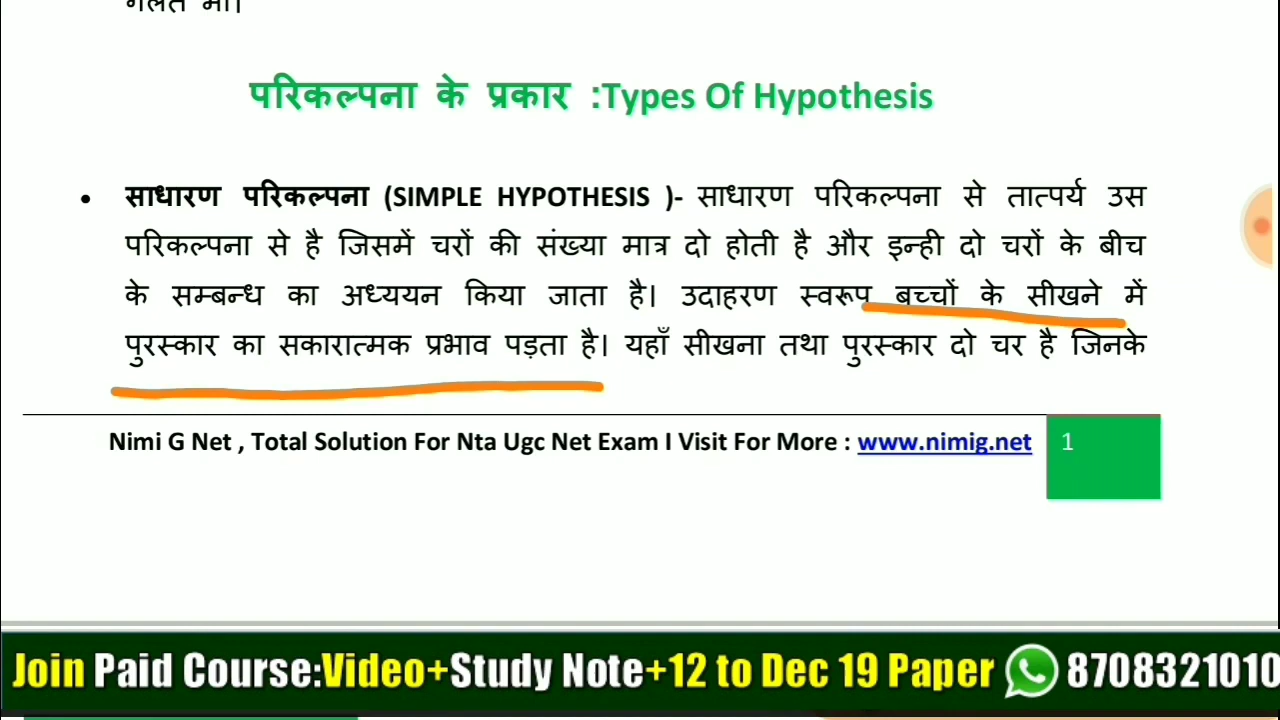 गलत भी।
परिकल्पना के प्रकार :Types Of Hypothesis
• साधारण परिकल्पना (SIMPLE HYPOTHESIS )- साधारण परिकल्पना से तात्पर्य उस
परिकल्पना से है जिसमें चरों की संख्या मात्र दो होती है और इन्ही दो चरों के बीच
के सम्बन्ध का अध्ययन किया जाता है। उदाहरण स्वरूप बच्चों के सीखने में
पुरस्कार का सकारात्मक प्रभाव पड़ता है। यहाँ सीखना तथा पुरस्कार दो चर है जिनके
Nimi G Net , Total Solution For Nta Ugc Net Exam I Visit For More : www.nimig.net 1
Join Paid Course:Video+Study Note+12 to Dec 19 Paper 8708321010